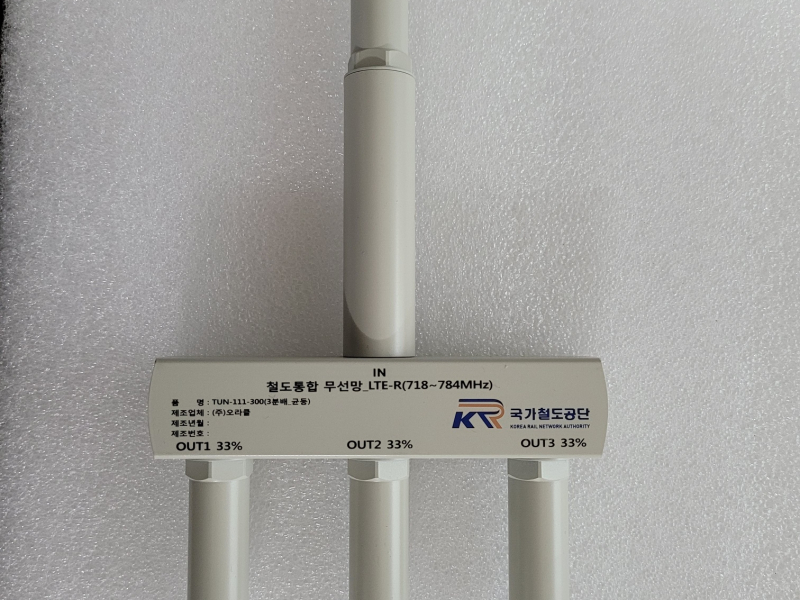 IN
철도통합 무선망_LTE-R(718~784MHz)
품 명 : TUN-111-300(3분배_균등)
제조업체 : (주)오라클
제조년월 :
제조번호 :
KR 국가철도공단
KOREA RAIL NETWORK AUTHORITY
OUT1 33% OUT2 33% OUT3 33%